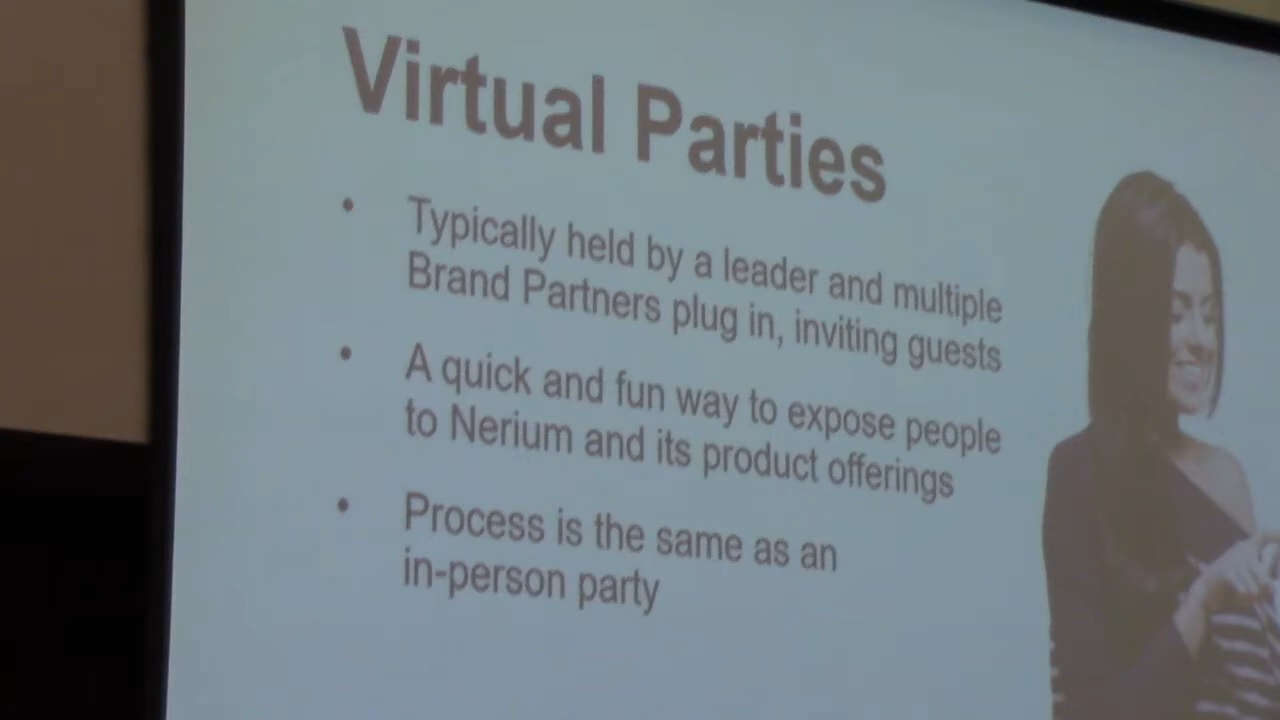 Virtual Parties
• Typically held by a leader and multiple
Brand Partners plug in, inviting guests
• A quick and fun way to expose people
to Nerium and its product offerings
• Process is the same as an
in-person party